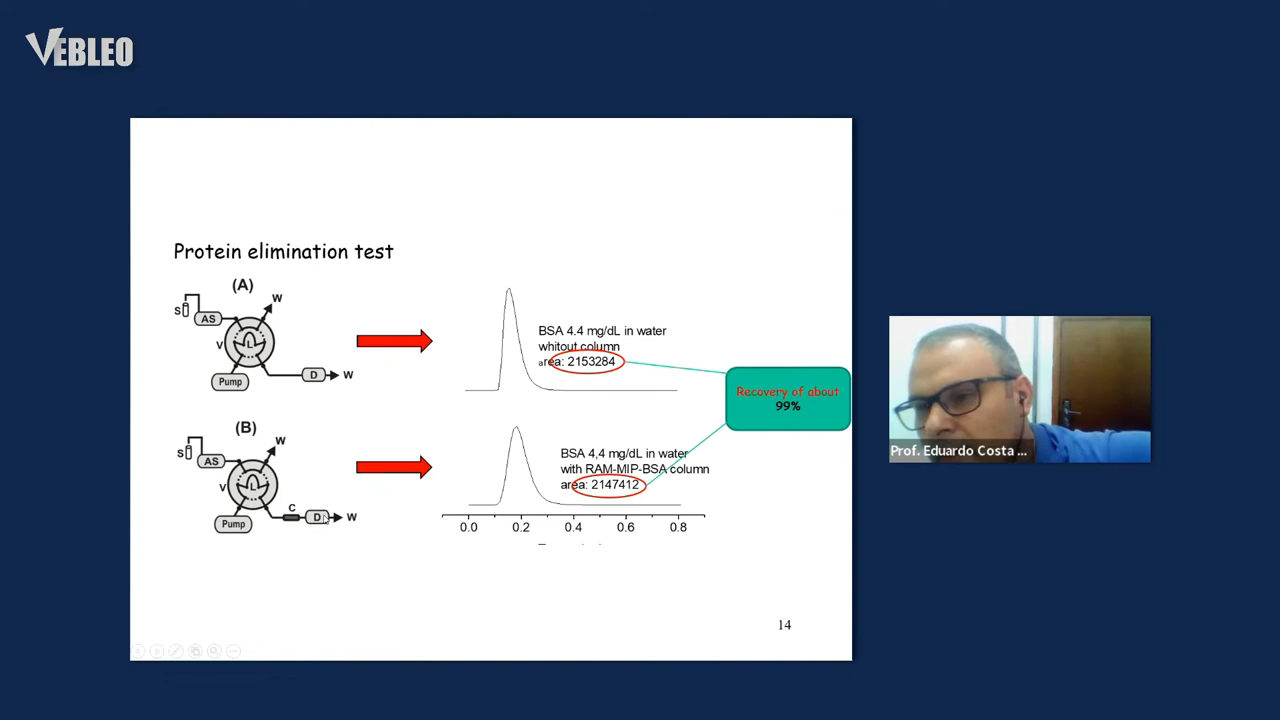 VEBLEO
Protein elimination test
(A)
W
S
AS
V
L
Pump
D
W
BSA 4.4 mg/dL in water
whitout column
area: 2153284
Recovery of about
99%
(B)
W
S
AS
V
L
C
Pump
D
W
BSA 4,4 mg/dL in water
with RAM-MIP-BSA column
area: 2147412
0.0 0.2 0.4 0.6 0.8
14
Prof. Eduardo Costa ...